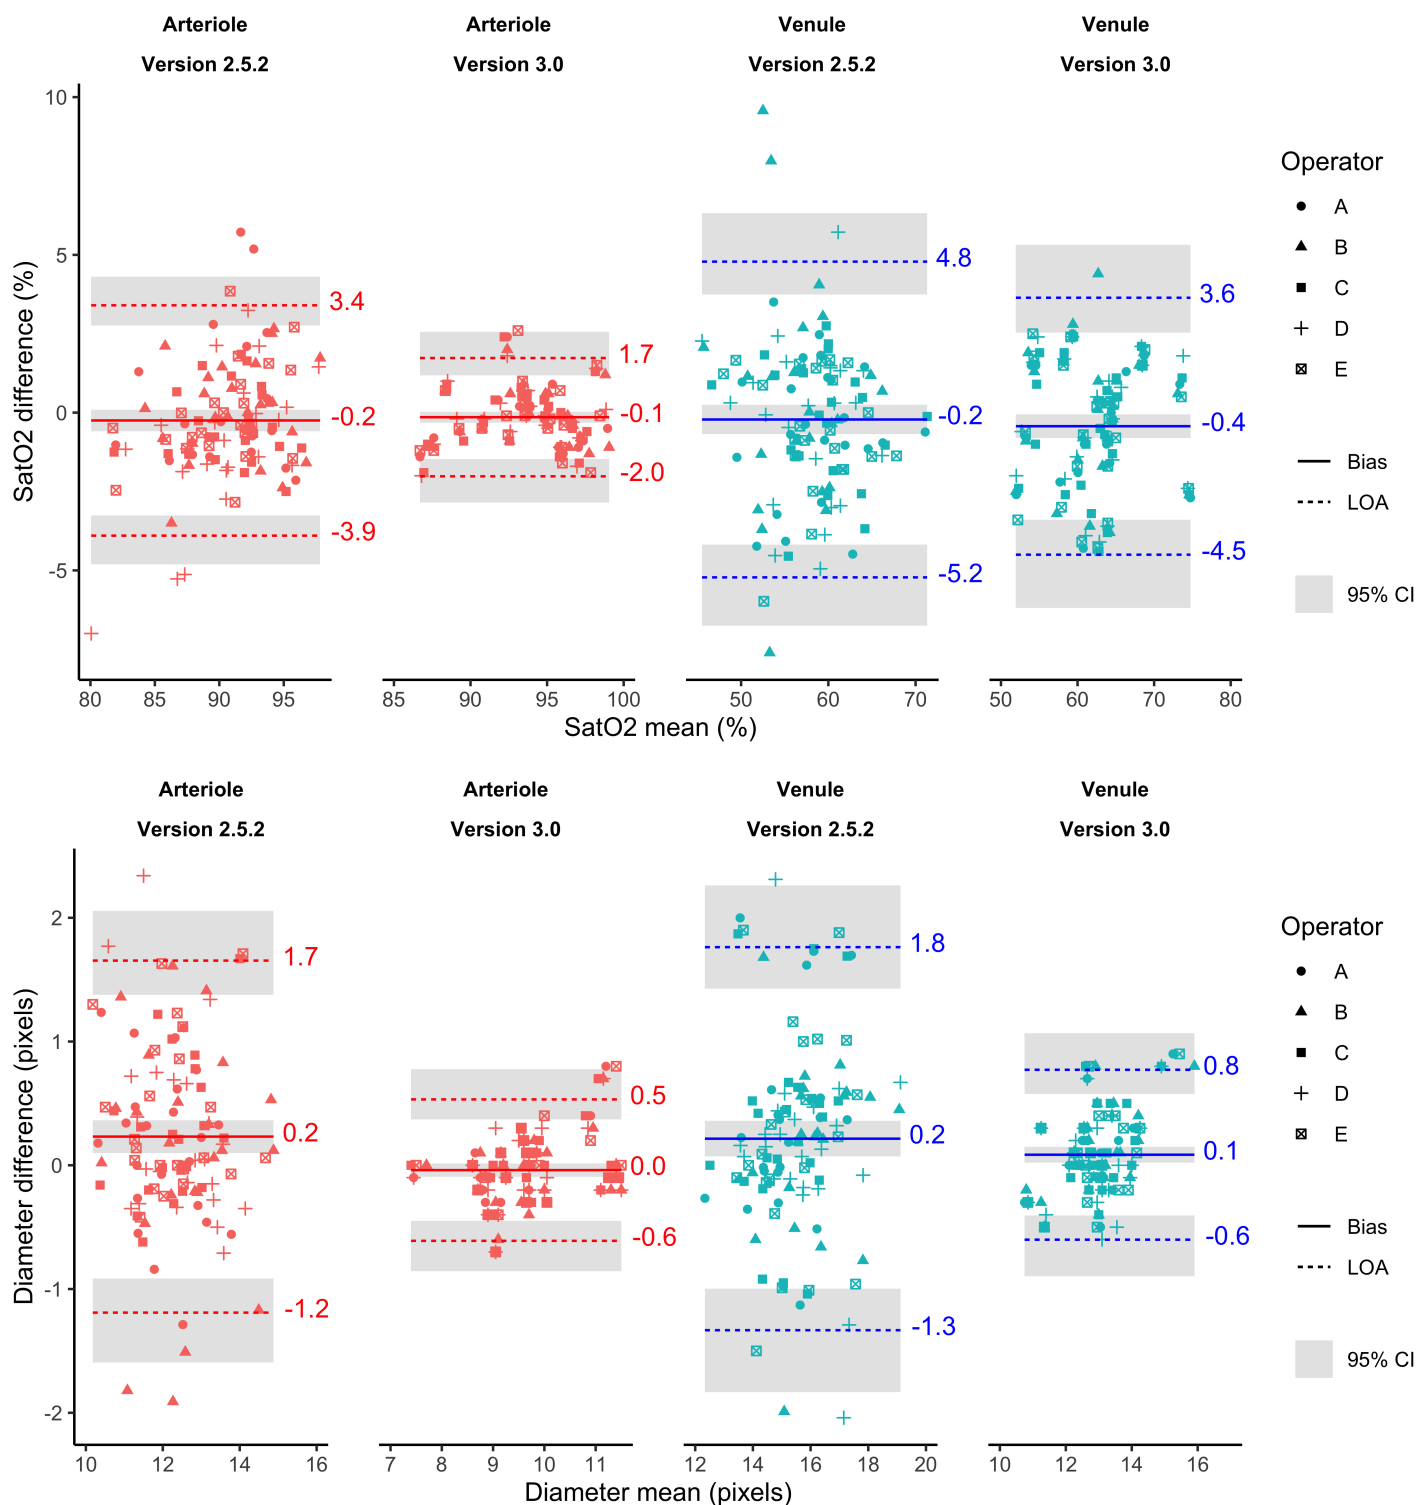 Arteriole Arteriole Venule Venule
Version 2.5.2 Version 3.0 Version 2.5.2 Version 3.0
SatO2 difference (%)
10
5
0
-5
3.4
-0.2
-3.9
1.7
-0.1
-2.0
4.8
-0.2
-5.2
3.6
-0.4
-4.5
80 85 90 95 85 90 95 100 50 60 70 50 60 70 80
SatO2 mean (%)
Operator
A
B
C
D
E
Bias
LOA
95% CI
Arteriole Arteriole Venule Venule
Version 2.5.2 Version 3.0 Version 2.5.2 Version 3.0
Diameter difference (pixels)
2
1
0
-1
-2
1.7
0.2
-1.2
0.5
0.0
-0.6
1.8
0.2
-1.3
0.8
0.1
-0.6
10 12 14 16 7 8 9 10 11 12 14 16 18 20 10 12 14 16
Diameter mean (pixels)
Operator
A
B
C
D
E
Bias
LOA
95% CI